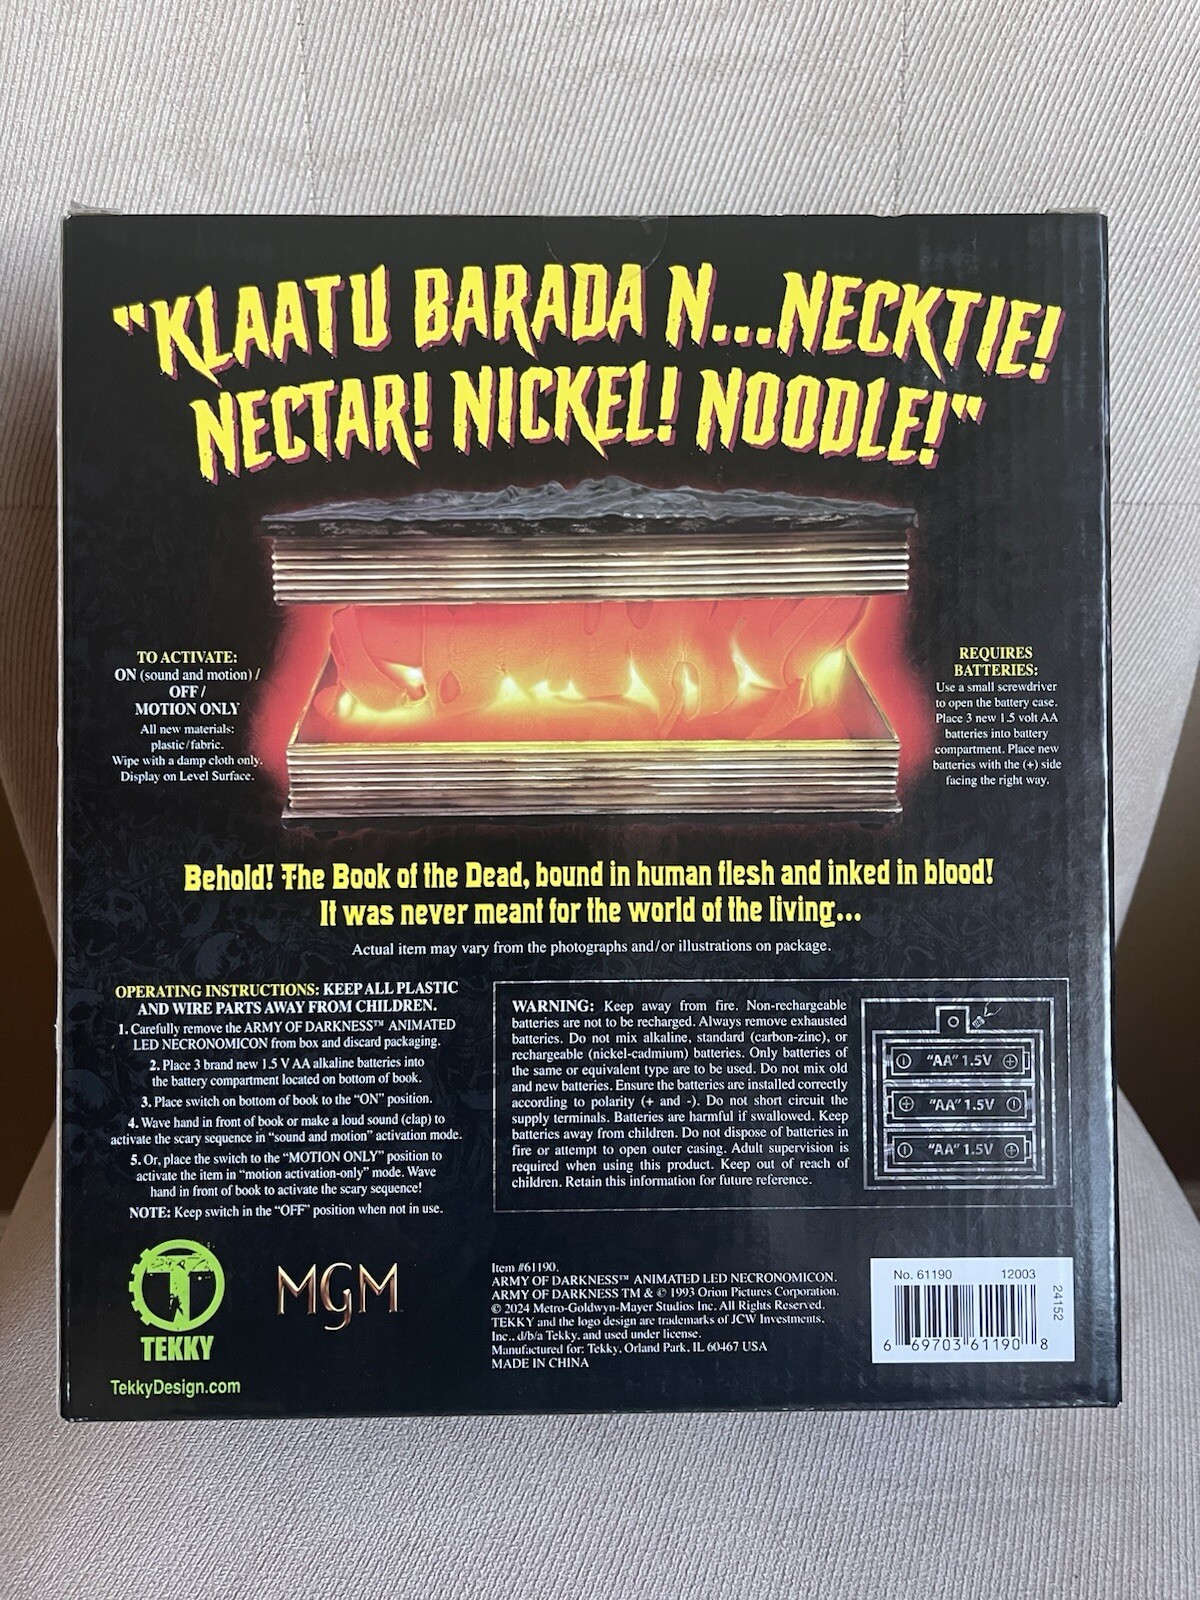 "KLAATU BARADA N...NECKTIE!
NECTAR! NICKEL! NOODLE!"
TO ACTIVATE:
ON (sound and motion) /
OFF /
MOTION ONLY
All new materials:
plastic/fabric.
Wipe with a damp cloth only.
Display on Level Surface.
REQUIRES
BATTERIES:
Use a small screwdriver
to open the battery case.
Place 3 new 1.5 volt AA
batteries into battery
compartment. Place new
batteries with the (+) side
facing the right way.
Behold! The Book of the Dead, bound in human flesh and inked in blood!
It was never meant for the world of the living...
Actual item may vary from the photographs and/or illustrations on package.
OPERATING INSTRUCTIONS: KEEP ALL PLASTIC
AND WIRE PARTS AWAY FROM CHILDREN.
1. Carefully remove the ARMY OF DARKNESS™ ANIMATED
LED NECRONOMICON from box and discard packaging.
2. Place 3 brand new 1.5 V AA alkaline batteries into
the battery compartment located on bottom of book.
3. Place switch on bottom of book to the "ON" position.
4. Wave hand in front of book or make a loud sound (clap) to
activate the scary sequence in "sound and motion" activation mode.
5. Or, place the switch to the "MOTION ONLY" position to
activate the item in "motion activation-only" mode. Wave
hand in front of book to activate the scary sequence!
NOTE: Keep switch in the "OFF" position when not in use.
WARNING: Keep away from fire. Non-rechargeable
batteries are not to be recharged. Always remove exhausted
batteries. Do not mix alkaline, standard (carbon-zinc), or
rechargeable (nickel-cadmium) batteries. Only batteries of
the same or equivalent type are to be used. Do not mix old
and new batteries. Ensure the batteries are installed correctly
according to polarity (+ and -). Do not short circuit the
supply terminals. Batteries are harmful if swallowed. Keep
batteries away from children. Do not dispose of batteries in
fire or attempt to open outer casing. Adult supervision is
required when using this product. Keep out of reach of
children. Retain this information for future reference.
"AA" 1.5V
"AA" 1.5V
"AA" 1.5V
TEKKY
TekkyDesign.com
MGM
Item #61190.
ARMY OF DARKNESS™ ANIMATED LED NECRONOMICON.
ARMY OF DARKNESS TM & © 1993 Orion Pictures Corporation.
© 2024 Metro-Goldwyn-Mayer Studios Inc. All Rights Reserved.
TEKKY and the logo design are trademarks of JCW Investments,
Inc., d/b/a Tekky, and used under license.
Manufactured for: Tekky, Orland Park, IL 60467 USA
MADE IN CHINA
No. 61190 12003
24152
6 69703 61190 8